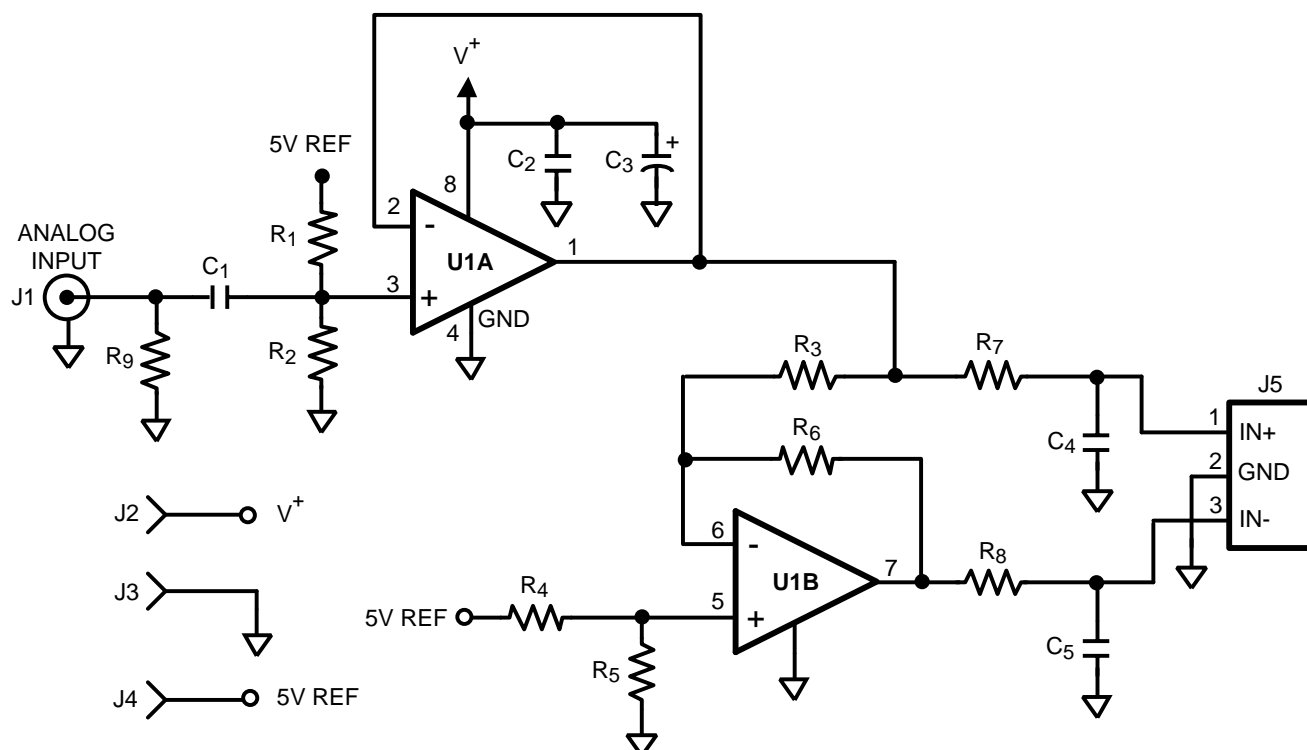 V+
5V REF
C2
C3
+
8
2
-
ANALOG
INPUT
R1
U1A
1
J1
C1
3
+
4
GND
R9
R2
R3
R7
J5
R6
C4
1
IN+
2
GND
3
IN-
J2
V+
6
-
U1B
7
R8
J3
R4
5V REF
5
+
R5
C5
J4
5V REF